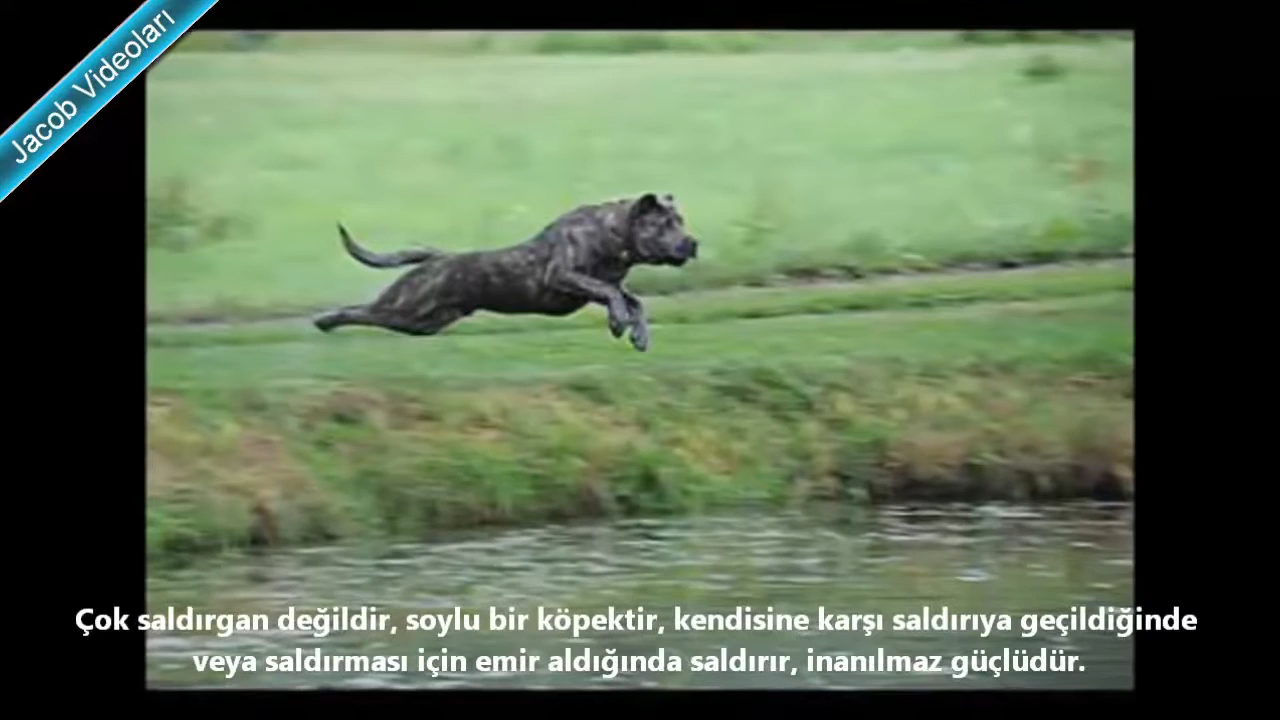 Jacob Videoları
Çok saldırgan değildir, soylu bir köpektir, kendisine karşı saldırıya geçildiğinde
veya saldırması için emir aldığında saldırır, inanılmaz güçlüdür.